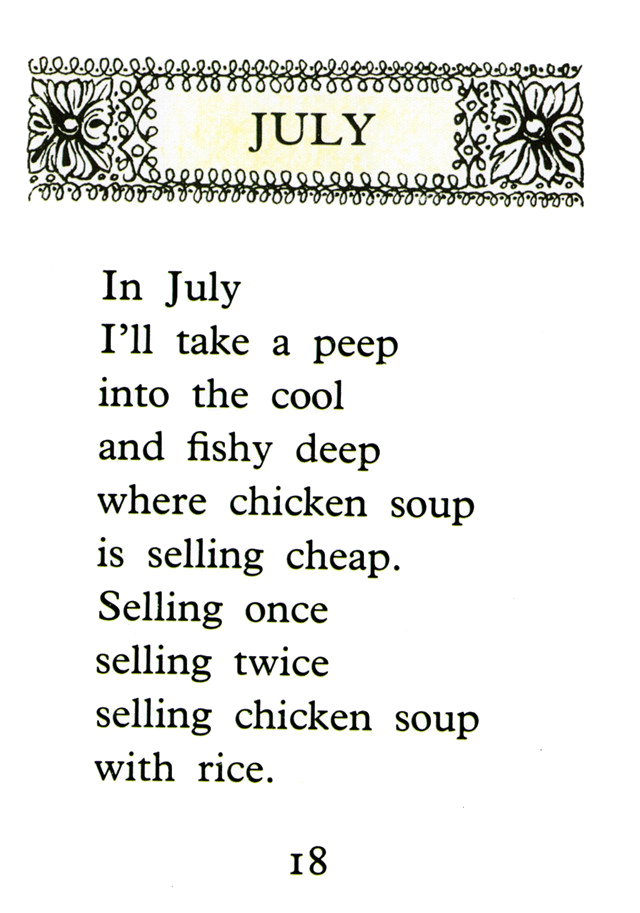 JULY
In July
I'll take a peep
into the cool
and fishy deep
where chicken soup
is selling cheap.
Selling once
selling twice
selling chicken soup
with rice.
18